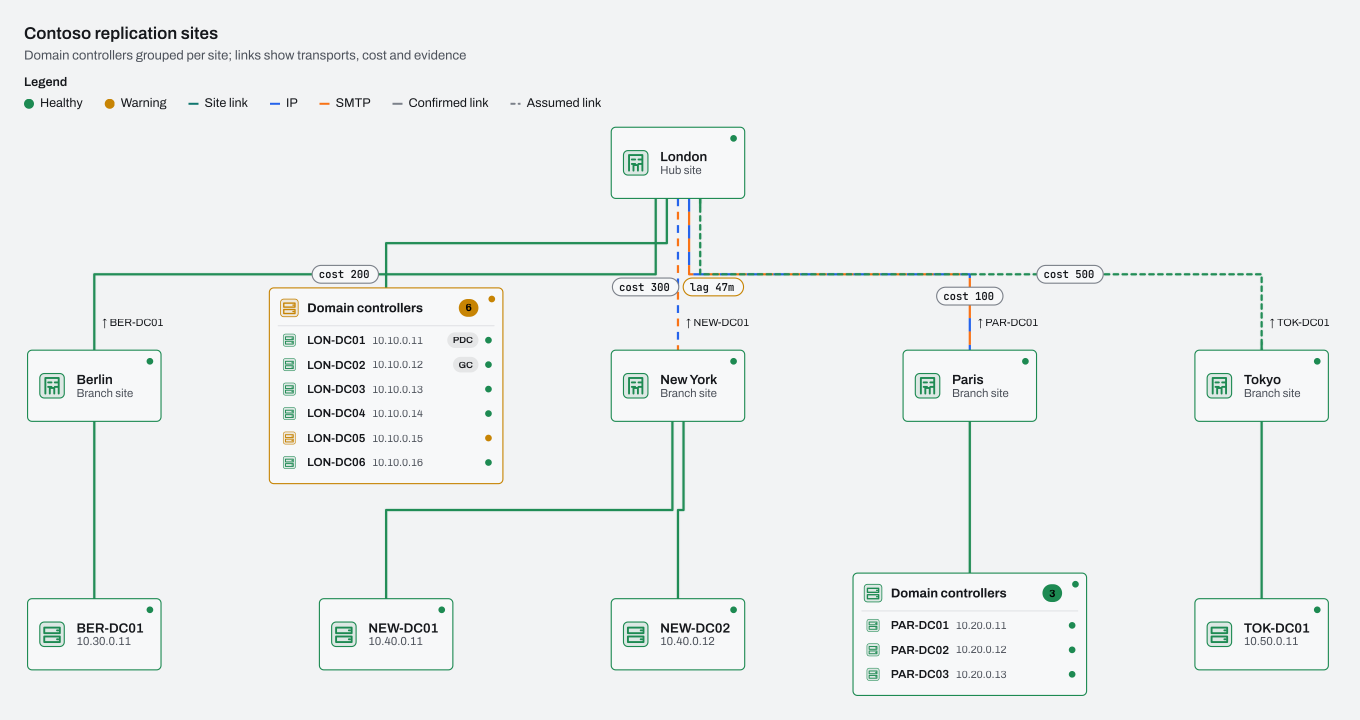 Contoso replication sites
Domain controllers grouped per site; links show transports, cost and evidence
Legend
Healthy Warning Site link IP SMTP Confirmed link Assumed link
London
Hub site
cost 200
cost 300
lag 47m
cost 100
cost 500
↑ BER-DC01
↑ NEW-DC01
↑ PAR-DC01
↑ TOK-DC01
Domain controllers 6
LON-DC01 10.10.0.11 PDC
LON-DC02 10.10.0.12 GC
LON-DC03 10.10.0.13
LON-DC04 10.10.0.14
LON-DC05 10.10.0.15
LON-DC06 10.10.0.16
Berlin
Branch site
New York
Branch site
Paris
Branch site
Tokyo
Branch site
BER-DC01
10.30.0.11
NEW-DC01
10.40.0.11
NEW-DC02
10.40.0.12
Domain controllers 3
PAR-DC01 10.20.0.11
PAR-DC02 10.20.0.12
PAR-DC03 10.20.0.13
TOK-DC01
10.50.0.11